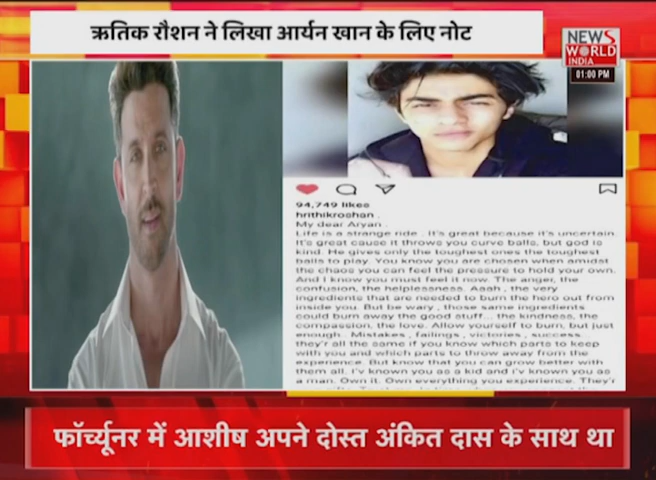 ऋतिक रौशन ने लिखा आर्यन खान के लिए नोट
NEWS
WORLD
INDIA
01:00 PM
94,749 likes
hrithikroshan .
My dear Aryan .
Life is a strange ride . It's great because it's uncertain.
It's great cause it throws you curve balls, but god is
kind. He gives only the toughest ones the toughest
balls to play. You know you are chosen when amidst
the chaos you can feel the pressure to hold your own.
And I know you must feel it now. The anger, the
confusion, the helplessness. Aaah , the very
ingredients that are needed to burn the hero out from
inside you. But be wary , those same ingredients
could burn away the good stuff... the kindness, the
compassion, the love. Allow yourself to burn, but just
enough . Mistakes , failings , victories , success...
they'r all the same if you know which parts to keep
with you and which parts to throw away from the
experience. But know that you can grow better with
them all. I'v known you as a kid and i'v known you as
a man. Own it. Own everything you experience. They'r
फॉर्च्यूनर में आशीष अपने दोस्त अंकित दास के साथ था